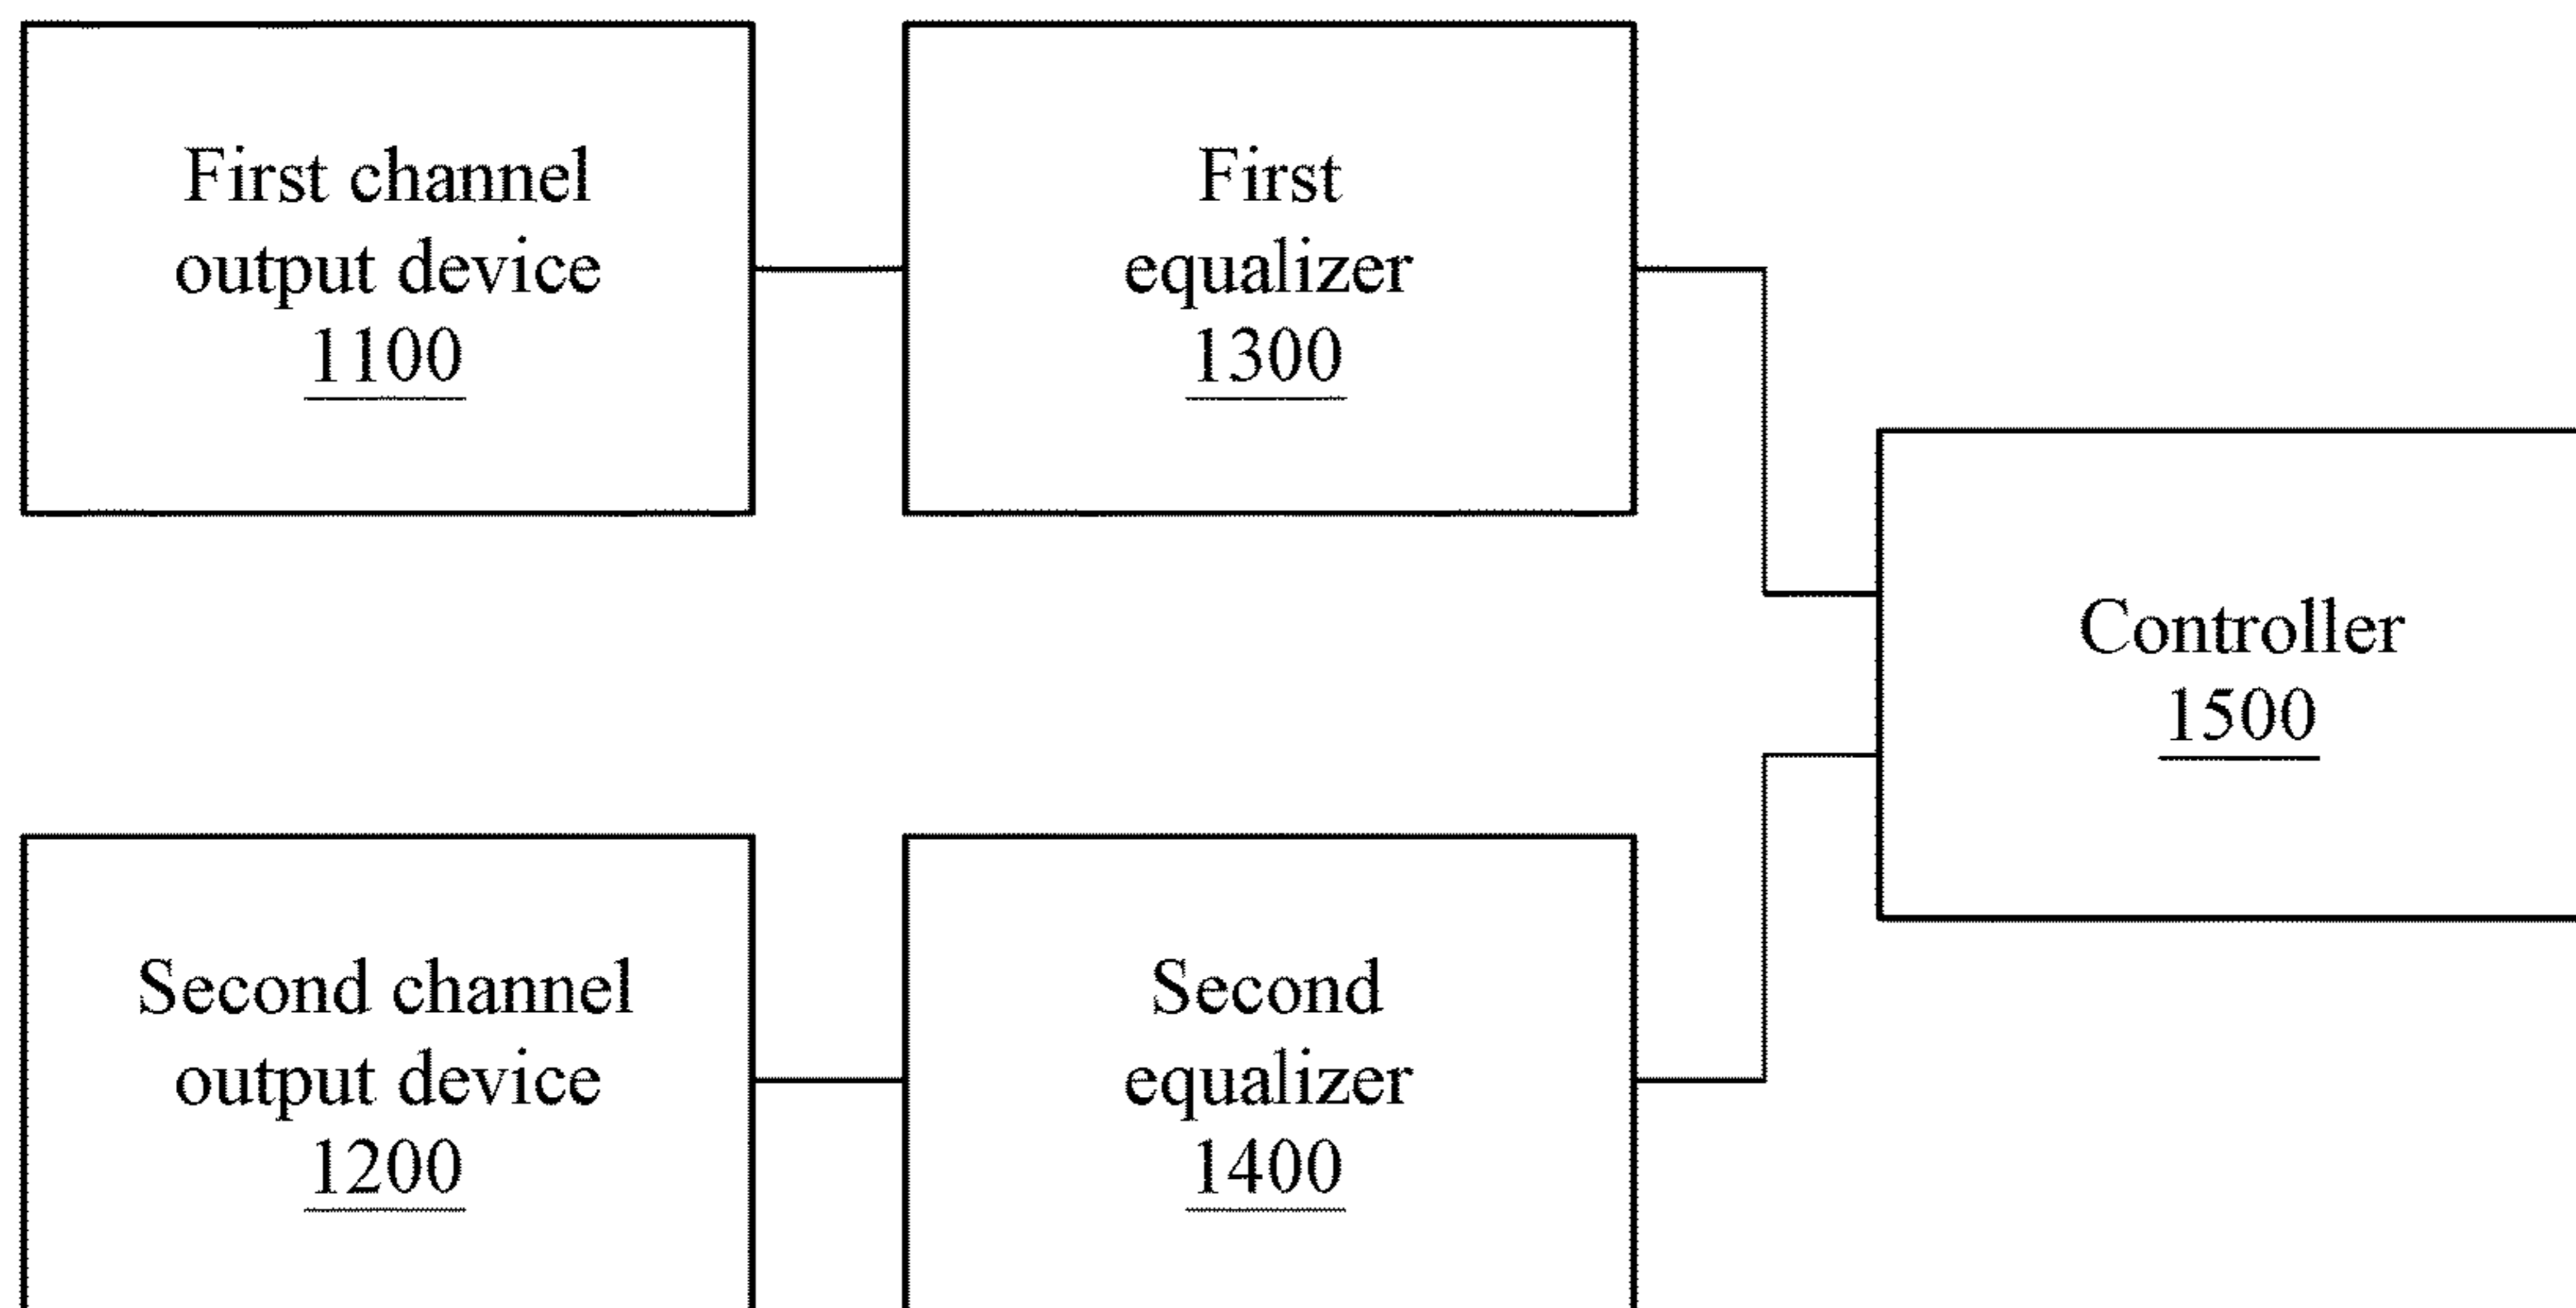 First channel
output device
1100
First
equalizer
1300
Controller
1500
Second channel
output device
1200
Second
equalizer
1400